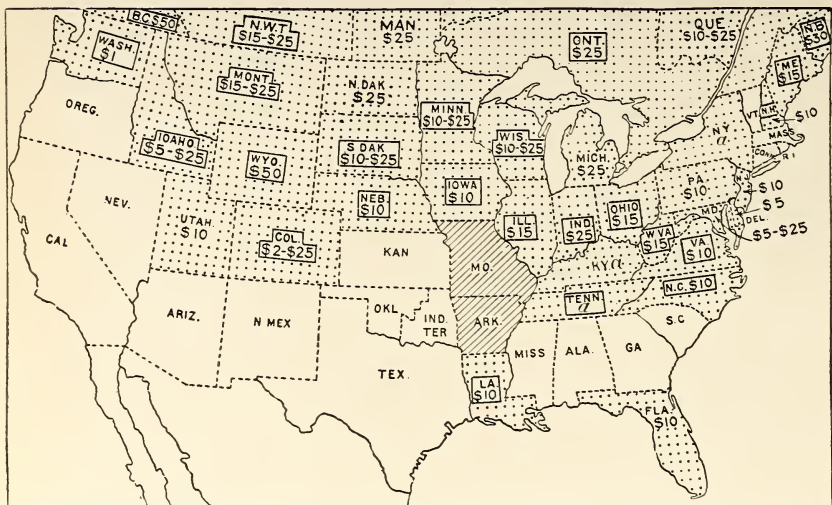 BC $50
N.W.T
$15-$25
MAN
$25
ONT.
$25
QUE
$10-$25
N.B
WASH.
$1
MONT
$15-$25
N.DAK
$25
MINN
$10-$25
ME
$15
OREG.
IDAHO
$5-$25
WYO.
$50
S DAK
$10-$25
WIS.
$10-$25
MICH.
$25
NY
a
VT
N.H.
$10
MASS
CONN.
R I
NEV.
UTAH
$10
COL.
$2-$25
NEB
$10
IOWA
$10
ILL
$15
IND
$25
OHIO
$15
PA
$10
N.J.
$10
$5
MD.
DEL.
$5-$25
CAL
KAN
MO.
KY a
W VA
$15
VA
$10
ARIZ.
N MEX
OKL
IND.
TER
ARK.
TENN
a
N.C. $10
S.C
TEX.
LA
$10
MISS
ALA.
GA
FLA.
$10